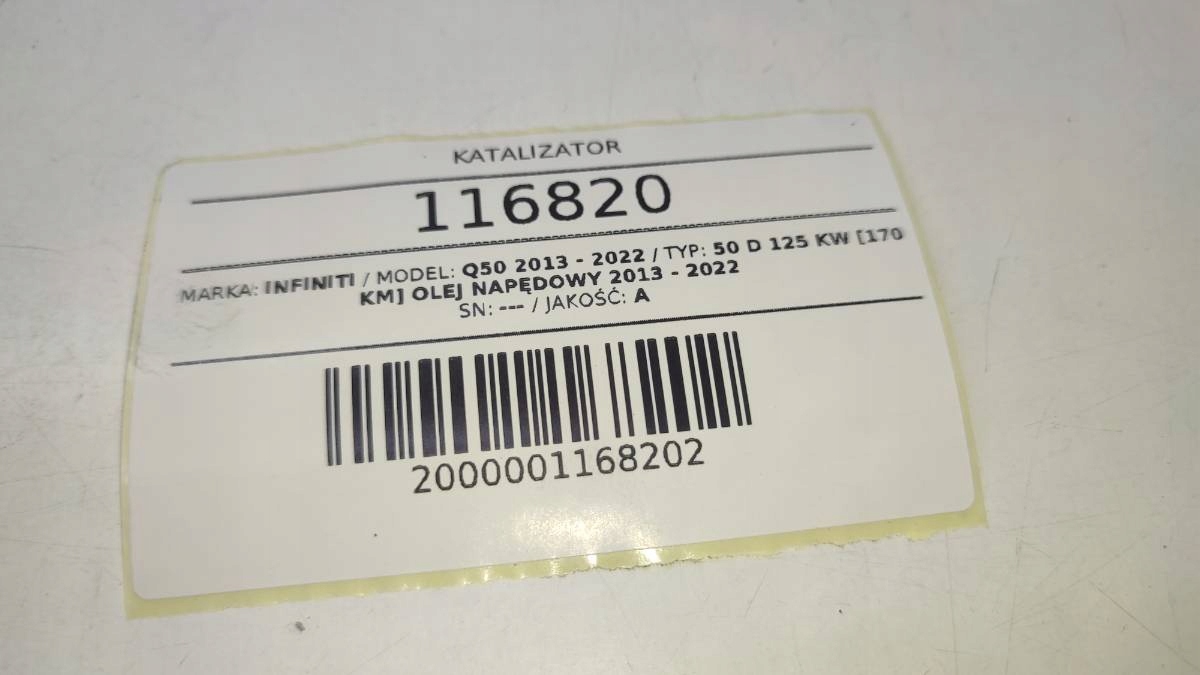 KATALIZATOR
116820
MARKA: INFINITI / MODEL: Q50 2013 - 2022 / TYP: 50 D 125 KW [170
KM] OLEJ NAPĘDOWY 2013 - 2022
SN: --- / JAKOŚĆ: A
2000001168202